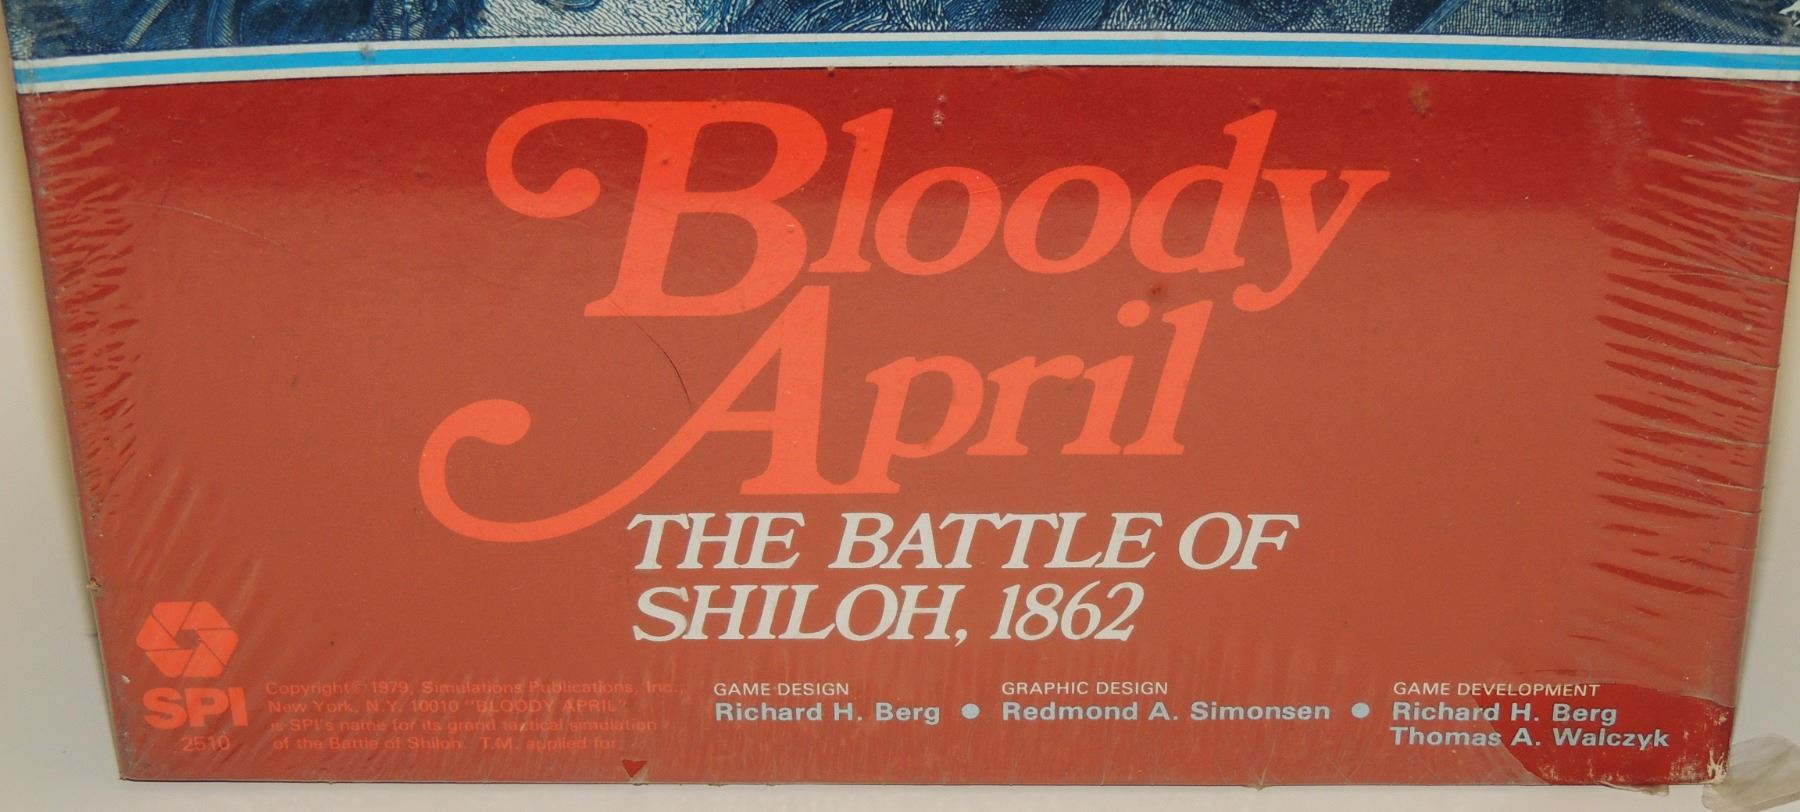 Bloody
April
THE BATTLE OF
SHILOH, 1862
SPI
2510
Copyright © 1979, Simulations Publications, Inc.,
New York, N.Y. 10010 "BLOODY APRIL"
is SPI's name for its grand tactical simulation
of the Battle of Shiloh. T.M. applied for.
GAME DESIGN
Richard H. Berg ●
GRAPHIC DESIGN
Redmond A. Simonsen ●
GAME DEVELOPMENT
Richard H. Berg
Thomas A. Walczyk